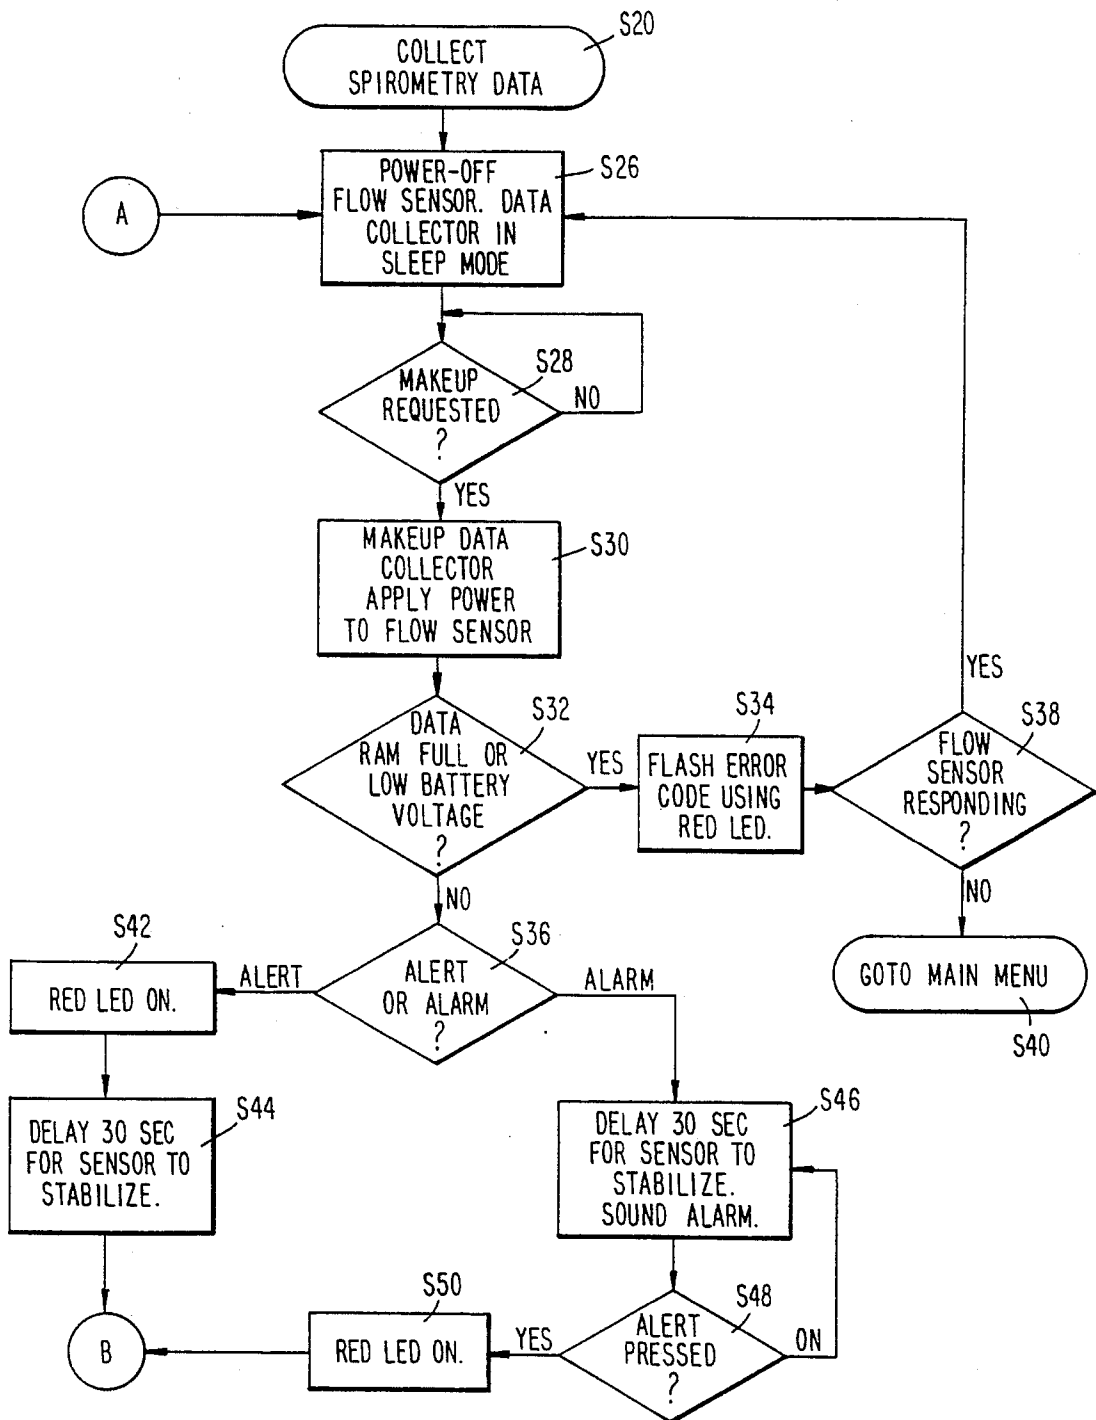 COLLECT
SPIROMETRY DATA
S20
POWER-OFF
FLOW SENSOR. DATA
COLLECTOR IN
SLEEP MODE
S26
A
MAKEUP
REQUESTED
?
S28
NO
YES
MAKEUP DATA
COLLECTOR
APPLY POWER
TO FLOW SENSOR
S30
DATA
RAM FULL OR
LOW BATTERY
VOLTAGE
?
S32
YES
FLASH ERROR
CODE USING
RED LED.
S34
FLOW
SENSOR
RESPONDING
?
S38
YES
NO
GOTO MAIN MENU
S40
NO
ALERT
OR ALARM
?
S36
ALERT
ALARM
RED LED ON.
S42
DELAY 30 SEC
FOR SENSOR TO
STABILIZE.
S44
DELAY 30 SEC
FOR SENSOR TO
STABILIZE.
SOUND ALARM.
S46
ALERT
PRESSED
?
S48
ON
YES
RED LED ON.
S50
B